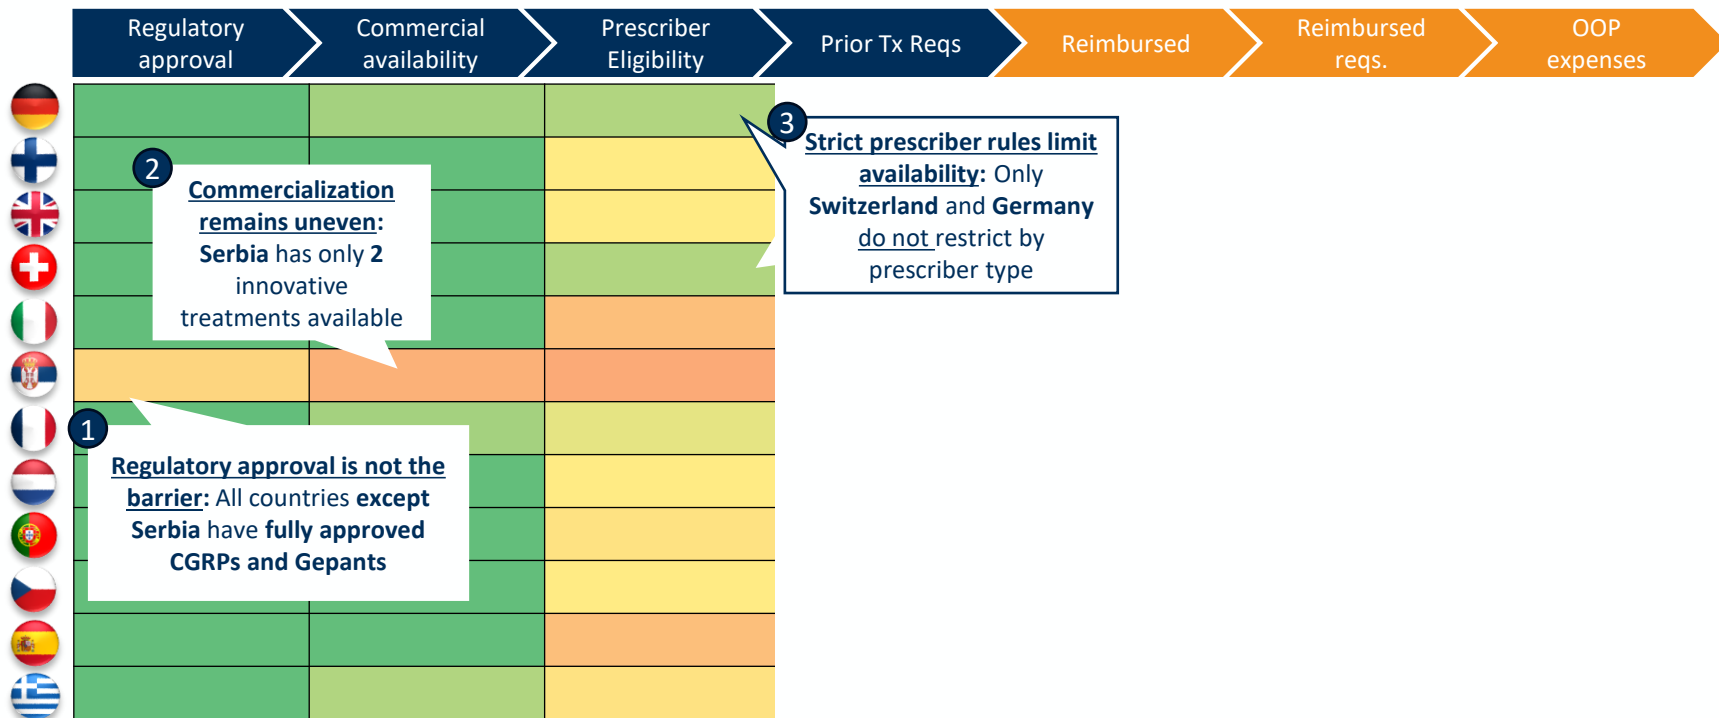 Regulatory
approval
Commercial
availability
Prescriber
Eligibility
Prior Tx Reqs
Reimbursed
Reimbursed
reqs.
OOP
expenses
3
Strict prescriber rules limit
availability: Only
Switzerland and Germany
do not restrict by
prescriber type
2
Commercialization
remains uneven:
Serbia has only 2
innovative
treatments available
1
Regulatory approval is not the
barrier: All countries except
Serbia have fully approved
CGRPs and Gepants